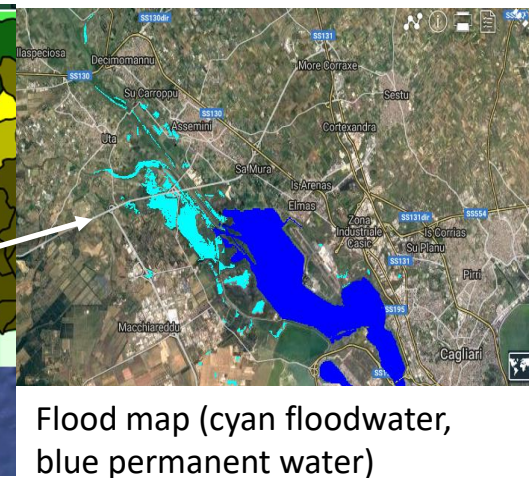 SS130dir
SS131
llaspeciosa
Decimomannu
More Corraxe
SS130
Su Carroppu
Sestu
SS130
Assemini
Cortexandra
Uta
Sa Mura
Is Arenas
Elmas
Zona
Industriale
Casic
SS131dir
SS554
Is Corrias
Su Planu
SS131
Pirri
SS195
Macchiareddu
Cagliari
Flood map (cyan floodwater,
blue permanent water)